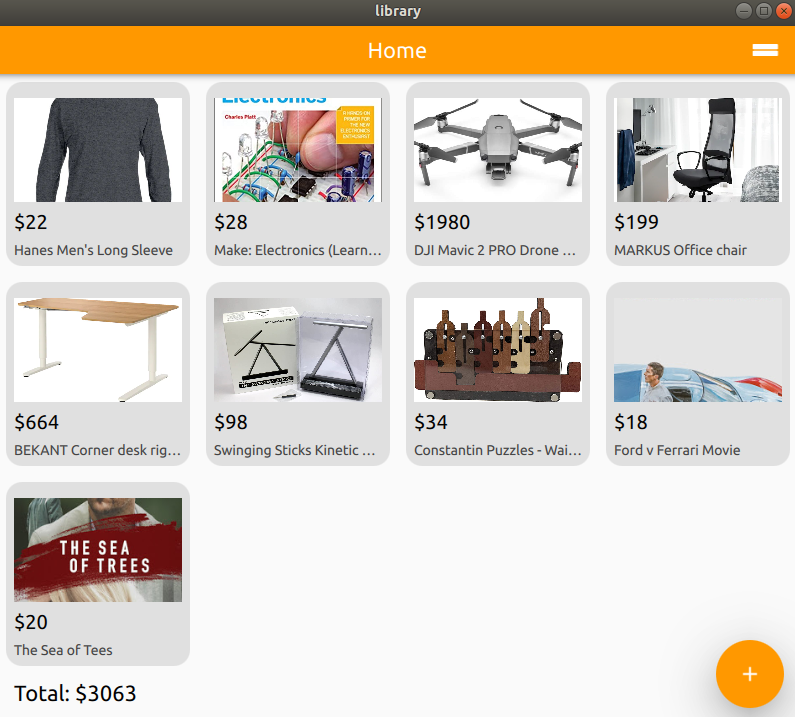 library
Home
Electronics
Charles Platt
A HANDS-ON
PRIMER FOR
THE NEW
ELECTRONICS
ENTHUSIAST
$22
$28
$1980
$199
Hanes Men's Long Sleeve
Make: Electronics (Learn...
DJI Mavic 2 PRO Drone ...
MARKUS Office chair
$664
$98
$34
$18
BEKANT Corner desk rig...
Swinging Sticks Kinetic ...
Constantin Puzzles - Wai...
Ford v Ferrari Movie
THE SEA
OF TREES
$20
The Sea of Tees
Total: $3063
+